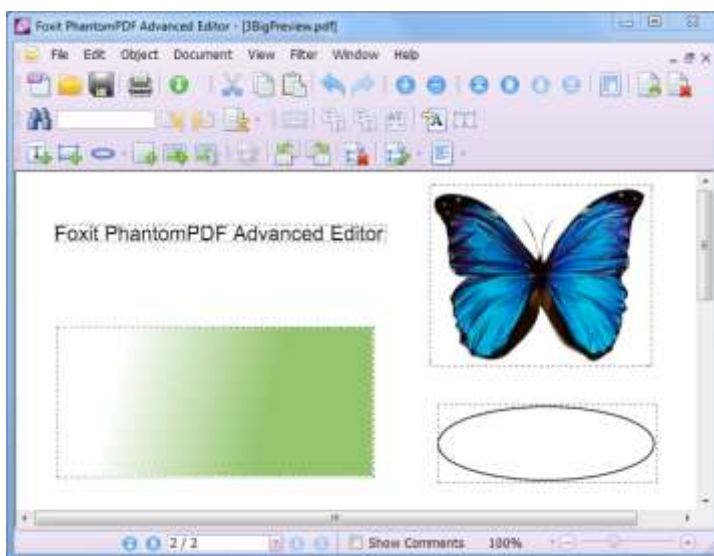 Foxit PhantomPDF Advanced Editor - [3BigPreview.pdf]
File Edit Object Document View Filter Window Help
Foxit PhantomPDF Advanced Editor
2 / 2 Show Comments 100%